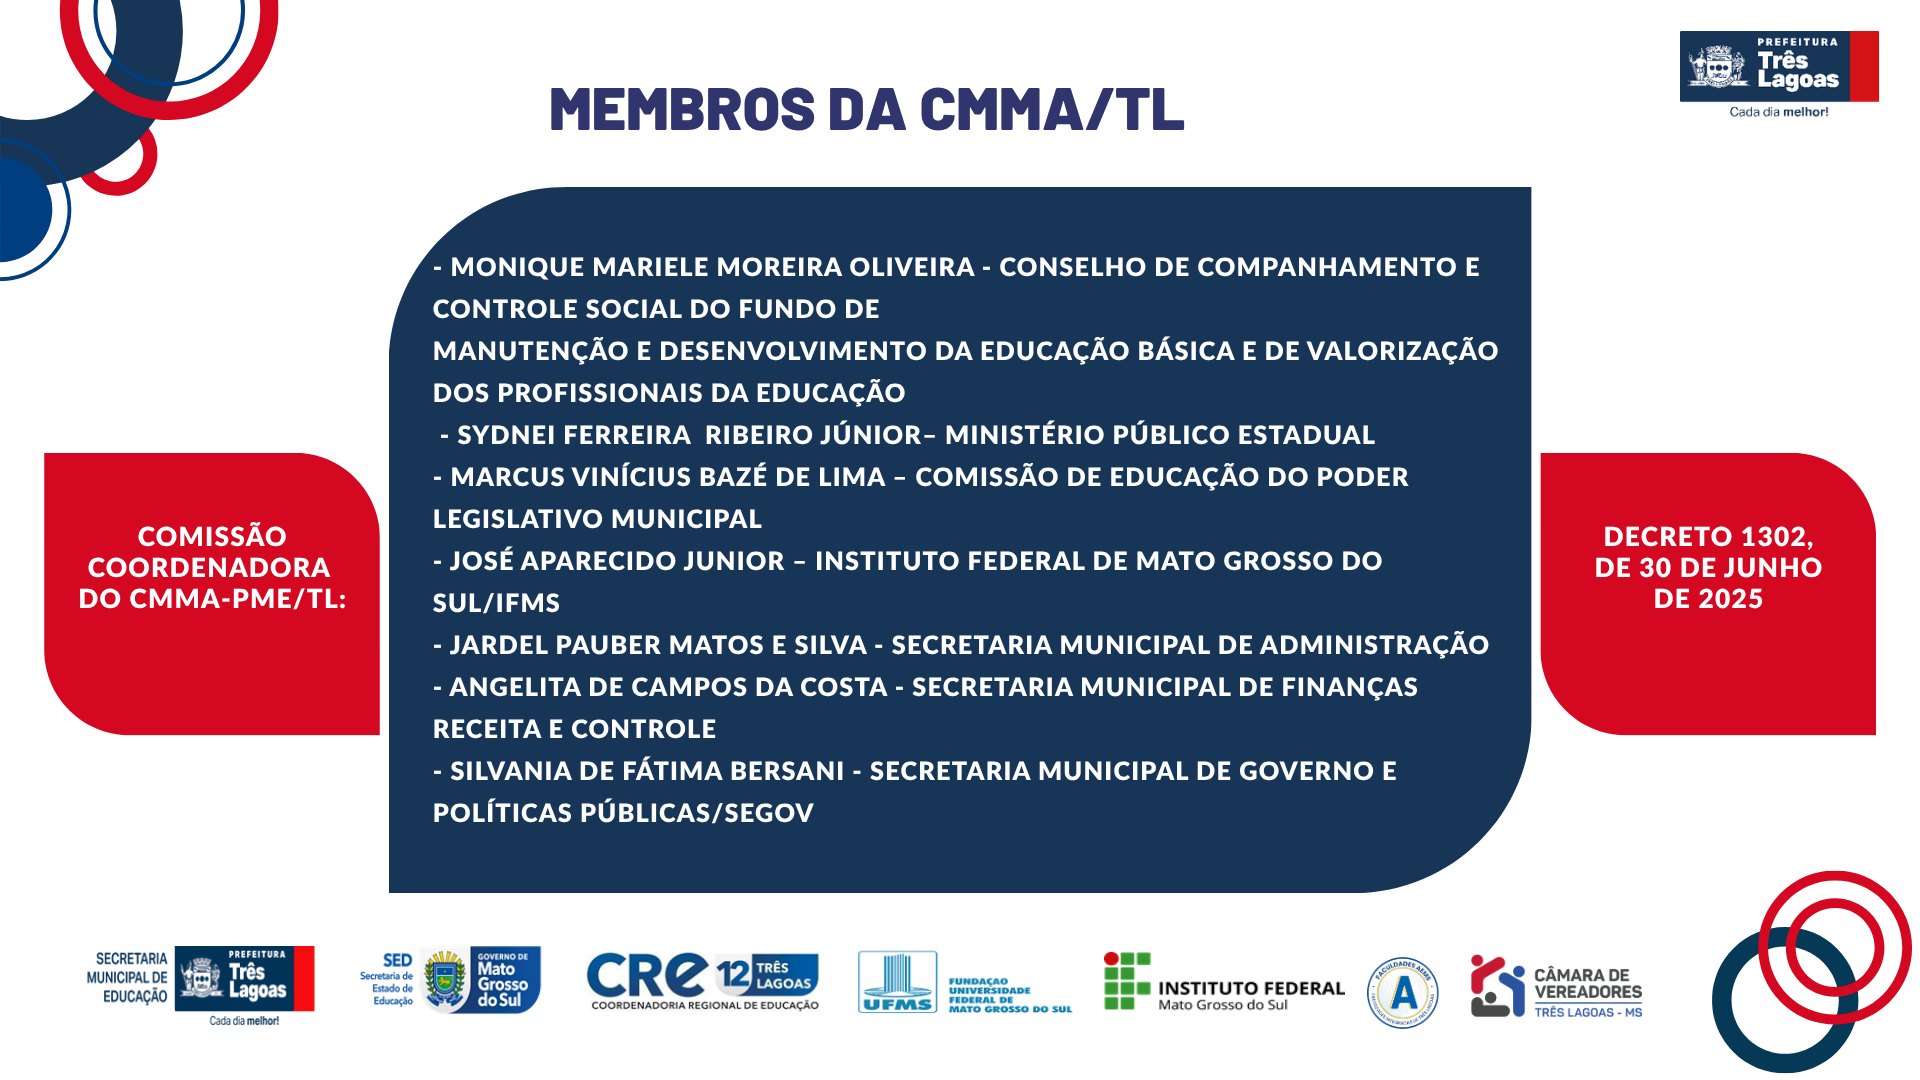 PREFEITURA
Três
Lagoas
Cada dia melhor!
MEMBROS DA CMMA/TL
- MONIQUE MARIELE MOREIRA OLIVEIRA - CONSELHO DE COMPANHAMENTO E
CONTROLE SOCIAL DO FUNDO DE
MANUTENÇÃO E DESENVOLVIMENTO DA EDUCAÇÃO BÁSICA E DE VALORIZAÇÃO
DOS PROFISSIONAIS DA EDUCAÇÃO
- SYDNEI FERREIRA  RIBEIRO JÚNIOR– MINISTÉRIO PÚBLICO ESTADUAL
- MARCUS VINÍCIUS BAZÉ DE LIMA – COMISSÃO DE EDUCAÇÃO DO PODER
LEGISLATIVO MUNICIPAL
- JOSÉ APARECIDO JUNIOR – INSTITUTO FEDERAL DE MATO GROSSO DO
SUL/IFMS
- JARDEL PAUBER MATOS E SILVA - SECRETARIA MUNICIPAL DE ADMINISTRAÇÃO
- ANGELITA DE CAMPOS DA COSTA - SECRETARIA MUNICIPAL DE FINANÇAS
RECEITA E CONTROLE
- SILVANIA DE FÁTIMA BERSANI - SECRETARIA MUNICIPAL DE GOVERNO E
POLÍTICAS PÚBLICAS/SEGOV
COMISSÃO
COORDENADORA
DO CMMA-PME/TL:
DECRETO 1302,
DE 30 DE JUNHO
DE 2025
SECRETARIA
MUNICIPAL DE
EDUCAÇÃO
PREFEITURA
Três
Lagoas
Cada dia melhor!
SED
Secretaria de
Estado de
Educação
GOVERNO DE
Mato
Grosso
do Sul
CRe 12 TRÊS
LAGOAS
COORDENADORIA REGIONAL DE EDUCAÇÃO
UFMS
FUNDAÇAO
UNIVERSIDADE
FEDERAL DE
MATO GROSSO DO SUL
INSTITUTO FEDERAL
Mato Grosso do Sul
FACULDADES AEMS
A
CÂMARA DE
VEREADORES
TRÊS LAGOAS - MS